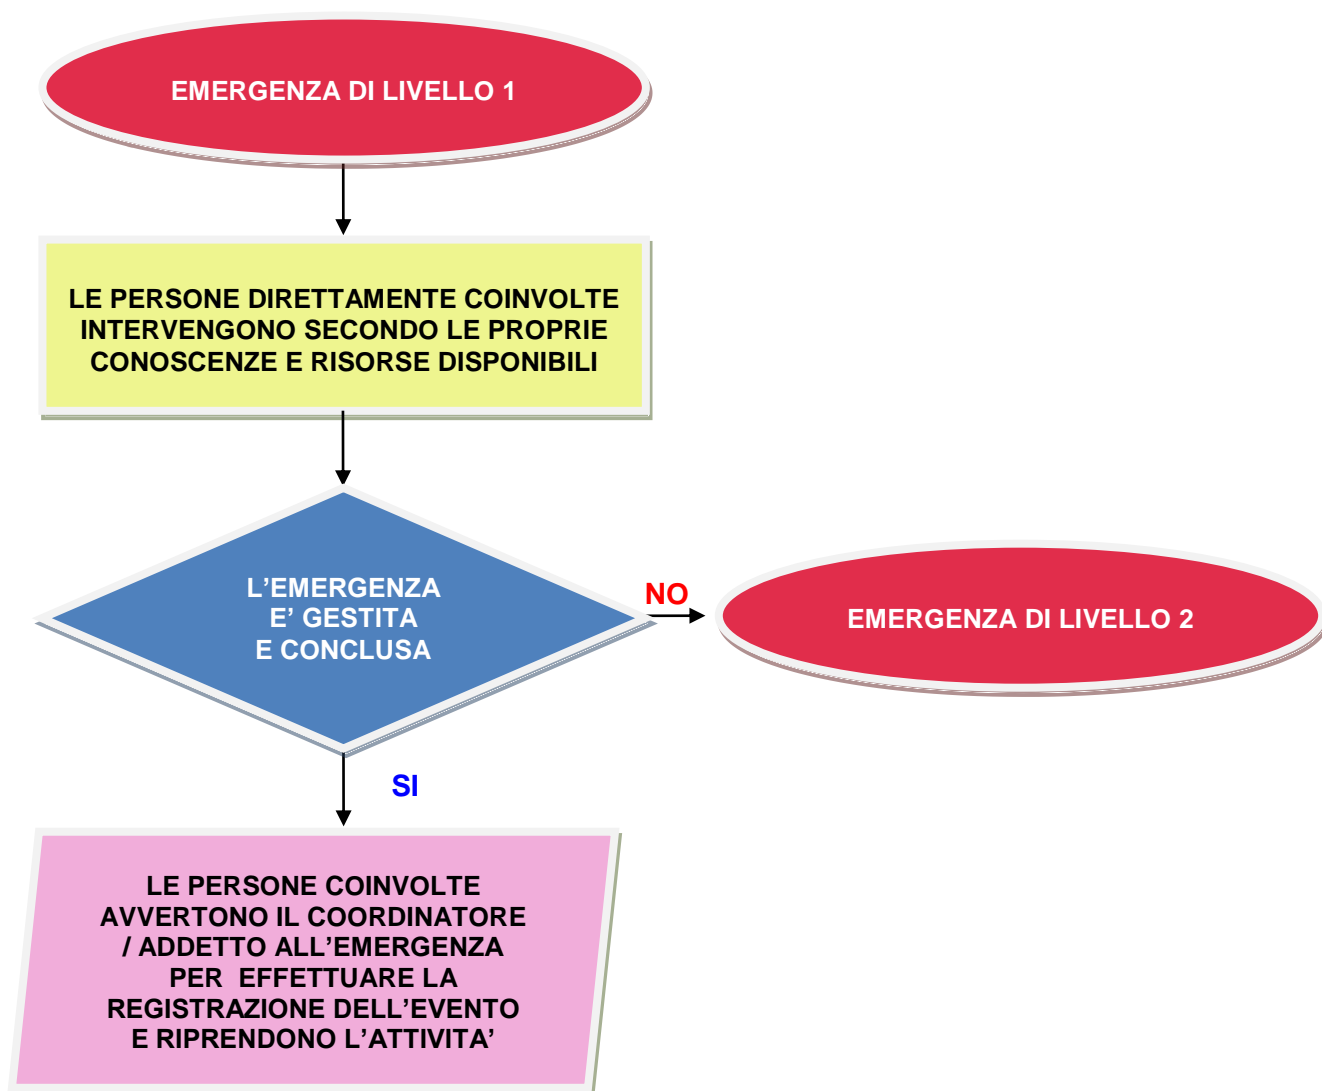 EMERGENZA DI LIVELLO 1
LE PERSONE DIRETTAMENTE COINVOLTE
INTERVENGONO SECONDO LE PROPRIE
CONOSCENZE E RISORSE DISPONIBILI
L’EMERGENZA
E’ GESTITA
E CONCLUSA
NO
EMERGENZA DI LIVELLO 2
SI
LE PERSONE COINVOLTE
AVVERTONO IL COORDINATORE
/ ADDETTO ALL’EMERGENZA
PER EFFETTUARE LA
REGISTRAZIONE DELL’EVENTO
E RIPRENDONO L’ATTIVITA’